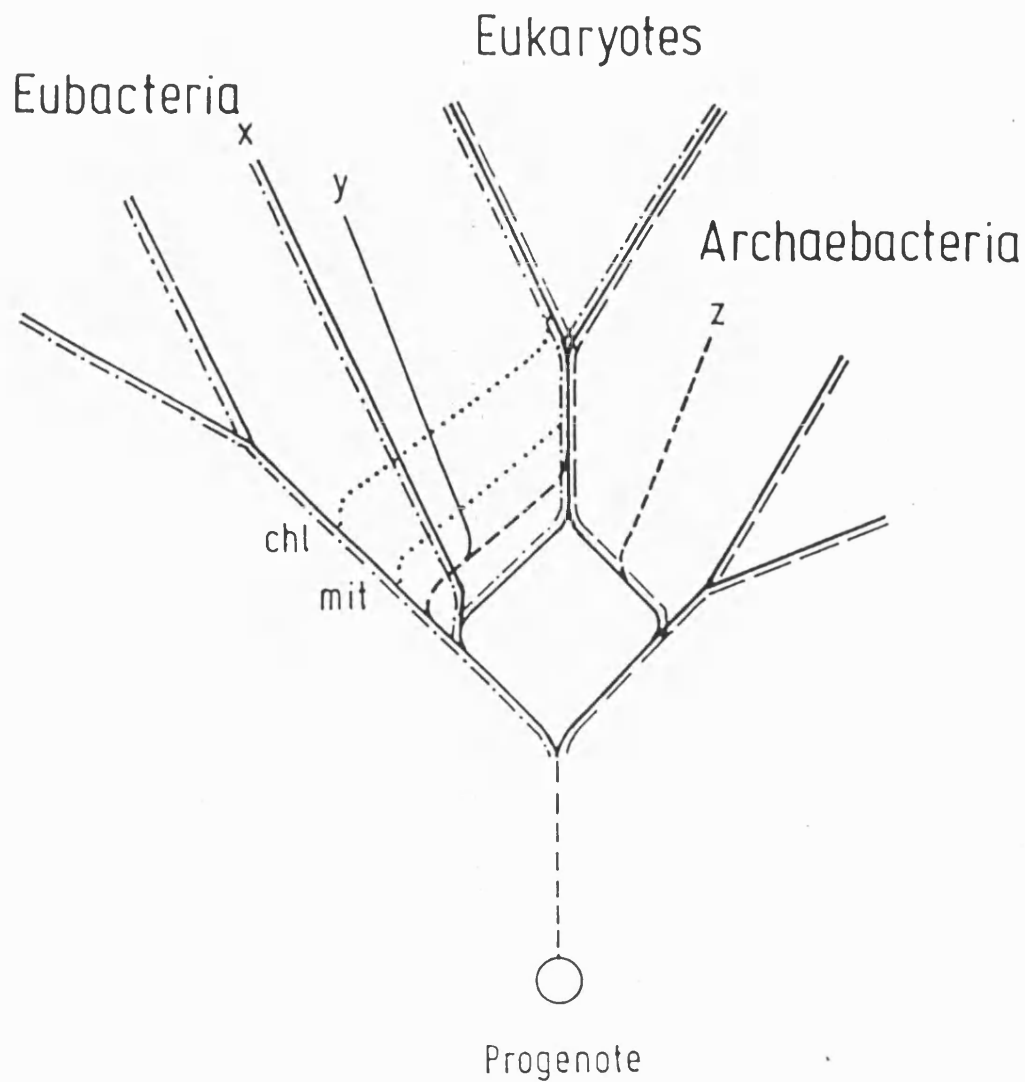 Eukaryotes
Eubacteria
x
y
Archaebacteria
z
chl
mit
Progenote